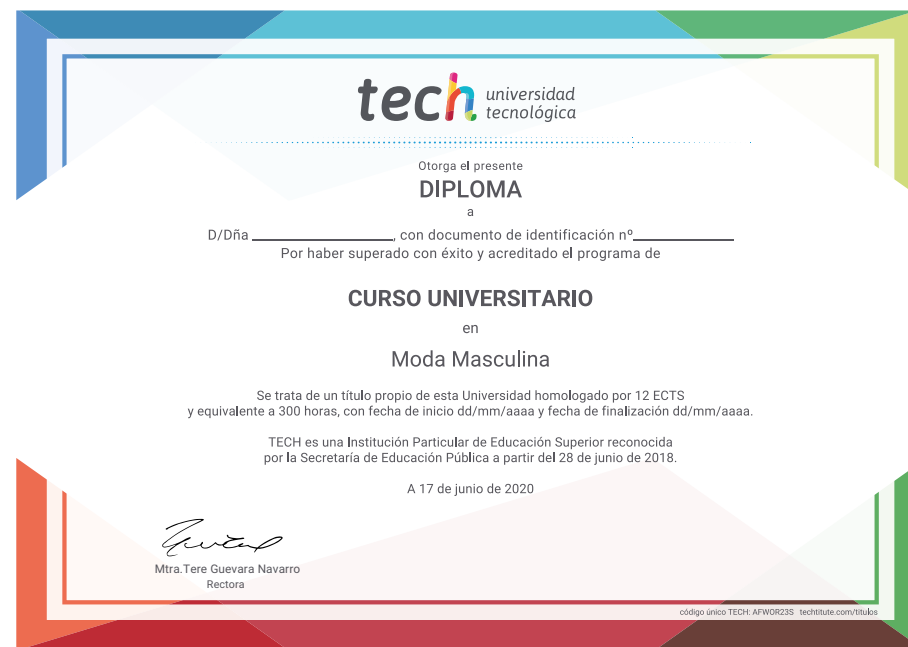 tech universidad
tecnológica
Otorga el presente
DIPLOMA
a
D/Dña ____________________, con documento de identificación nº______________
Por haber superado con éxito y acreditado el programa de
CURSO UNIVERSITARIO
en
Moda Masculina
Se trata de un título propio de esta Universidad homologado por 12 ECTS
y equivalente a 300 horas, con fecha de inicio dd/mm/aaaa y fecha de finalización dd/mm/aaaa.
TECH es una Institución Particular de Educación Superior reconocida
por la Secretaría de Educación Pública a partir del 28 de junio de 2018.
A 17 de junio de 2020
Mtra.Tere Guevara Navarro
Rectora
código único TECH: AFWOR23S techtitute.com/titulos